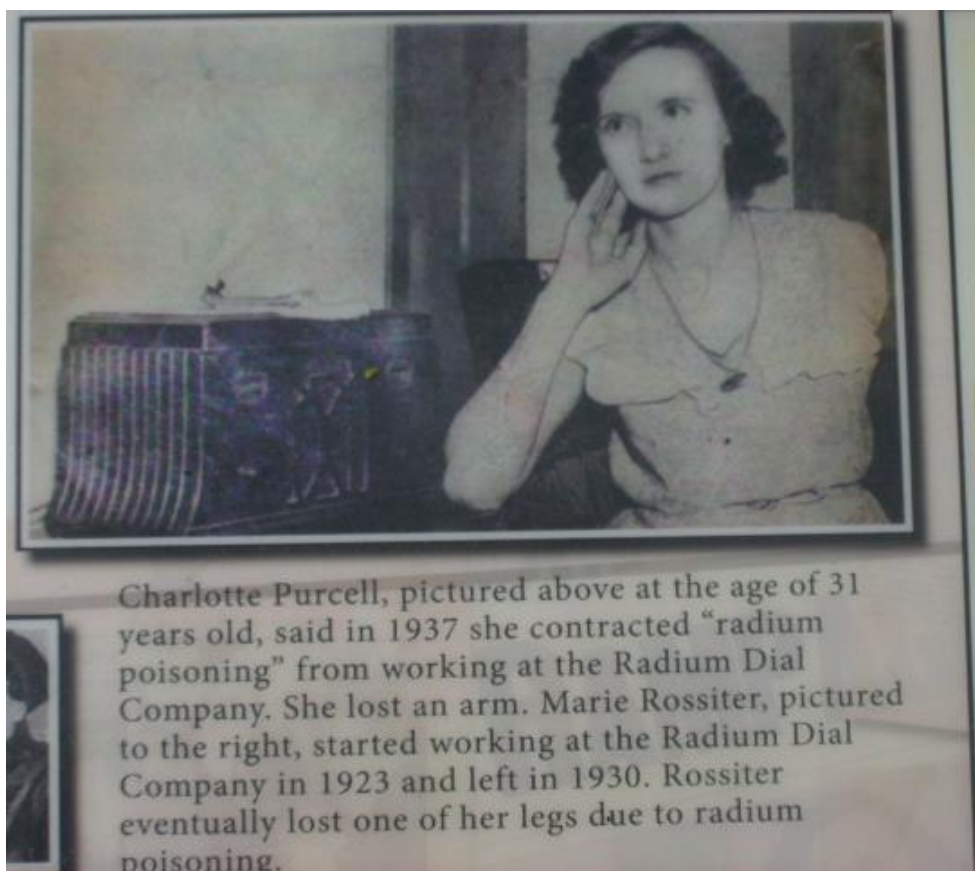 Charlotte Purcell, pictured above at the age of 31
years old, said in 1937 she contracted “radium
poisoning” from working at the Radium Dial
Company. She lost an arm. Marie Rossiter, pictured
to the right, started working at the Radium Dial
Company in 1923 and left in 1930. Rossiter
eventually lost one of her legs due to radium
poisoning.